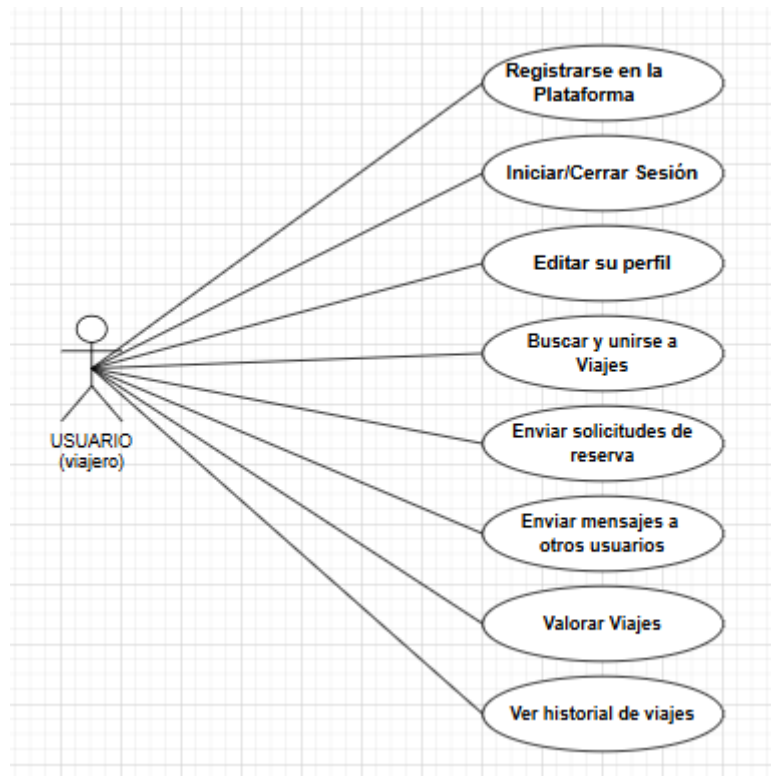 Registrarse en la
Plataforma
Iniciar/Cerrar Sesión
Editar su perfil
Buscar y unirse a
Viajes
USUARIO
(viajero)
Enviar solicitudes de
reserva
Enviar mensajes a
otros usuarios
Valorar Viajes
Ver historial de viajes